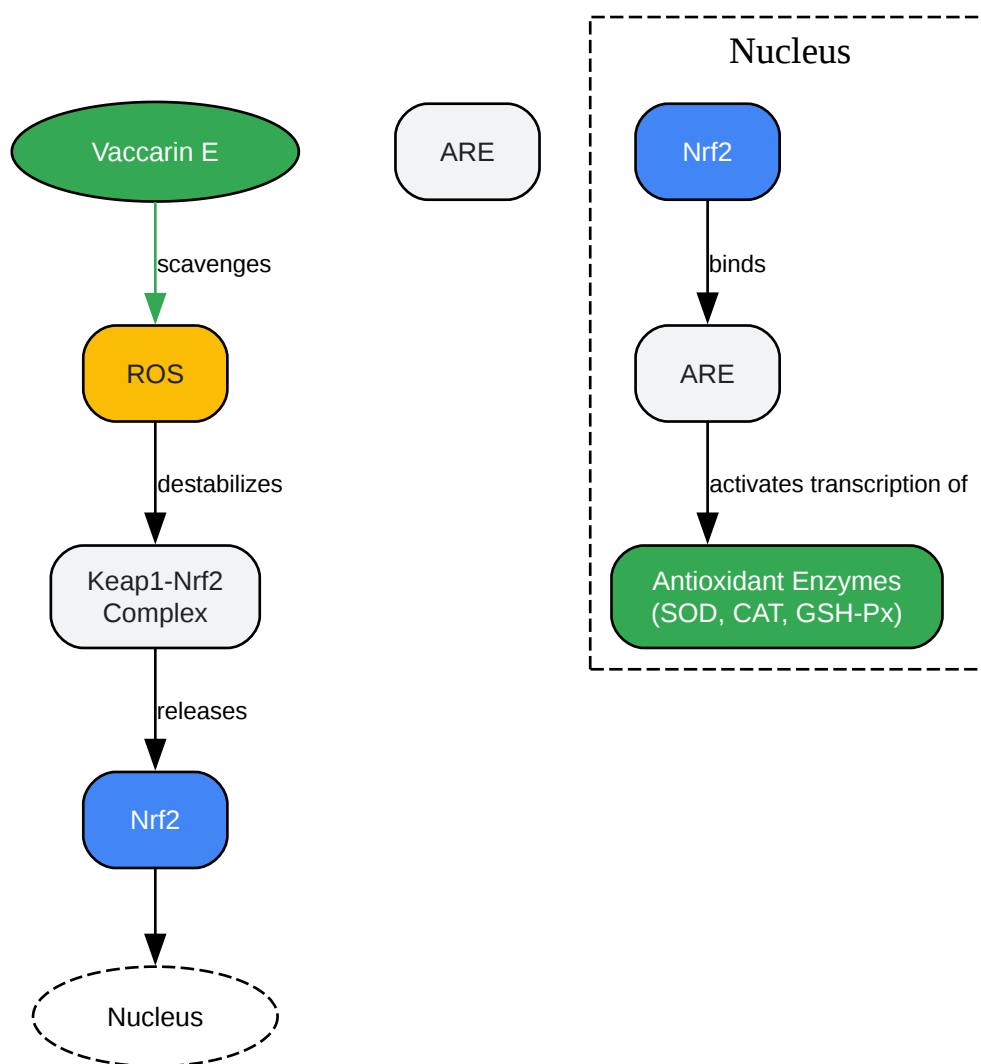 Nucleus
Vaccarin E
ARE
Nrf2
scavenges
binds
ROS
ARE
destabilizes
activates transcription of
Keap1-Nrf2
Complex
Antioxidant Enzymes
(SOD, CAT, GSH-Px)
releases
Nrf2
Nucleus